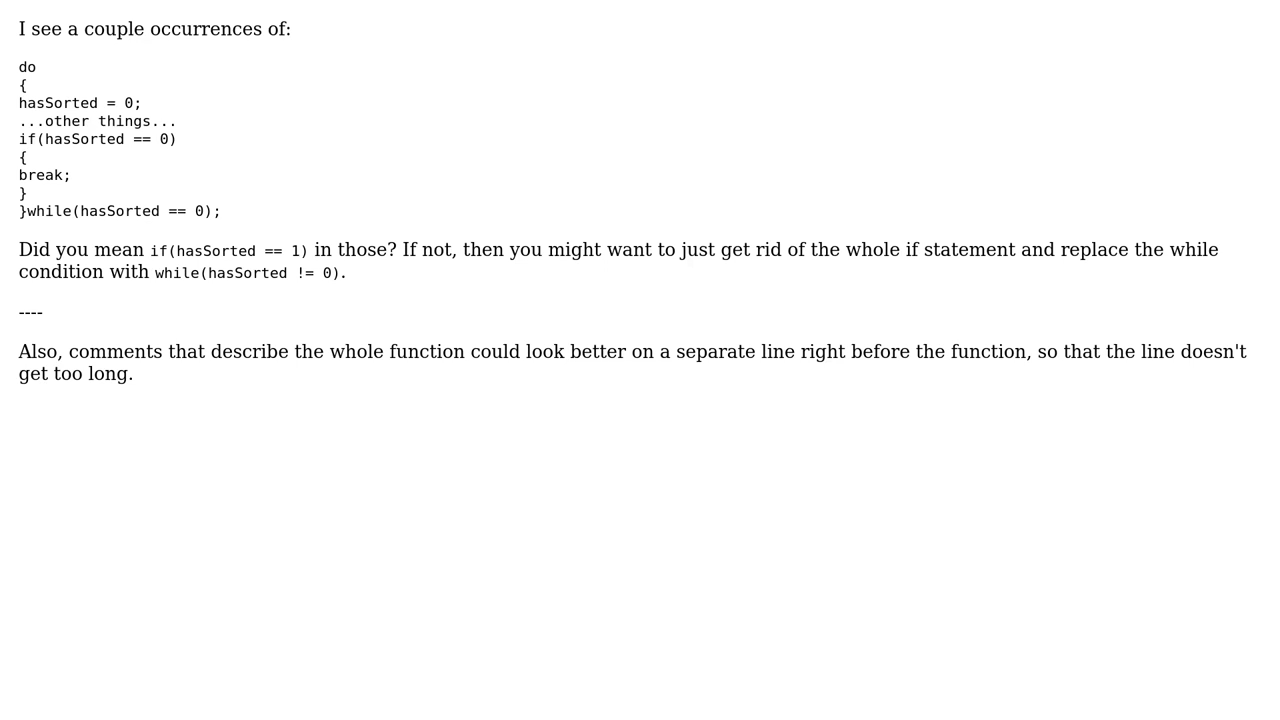 I see a couple occurrences of:
do
{
hasSorted = 0;
...other things...
if(hasSorted == 0)
{
break;
}
}while(hasSorted == 0);
Did you mean if(hasSorted == 1) in those? If not, then you might want to just get rid of the whole if statement and replace the while
condition with while(hasSorted != 0).
----
Also, comments that describe the whole function could look better on a separate line right before the function, so that the line doesn't
get too long.